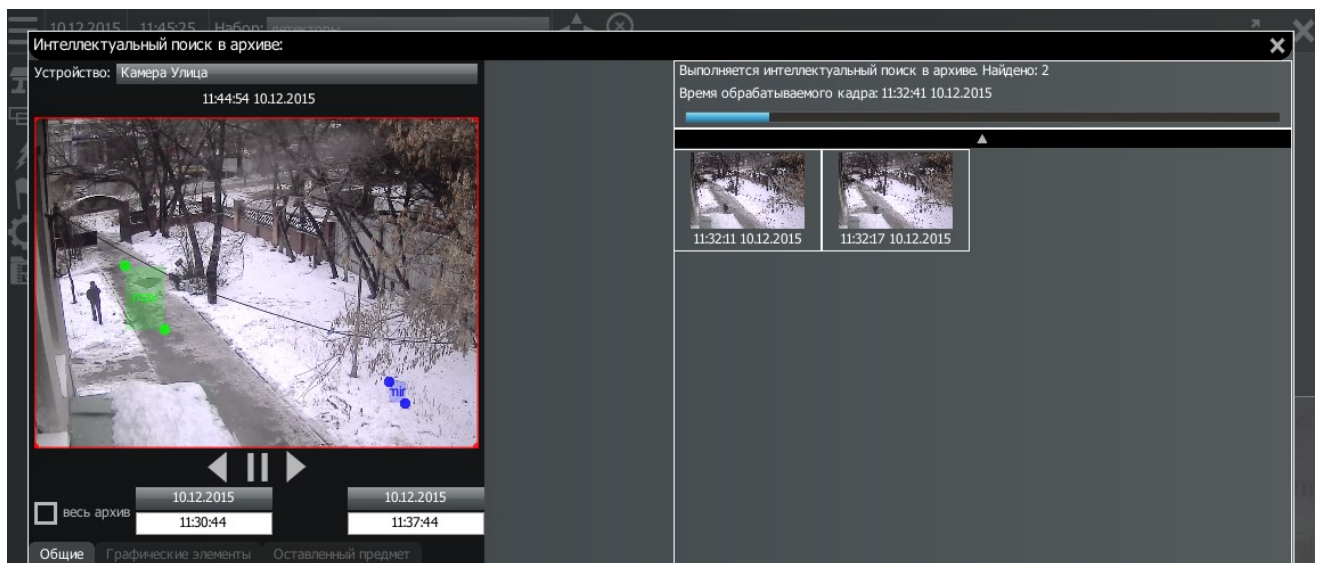 10.12.2015 11:45:25 Набор: детекторы
Интеллектуальный поиск в архиве:
Устройство: Камера Улица
11:44:54 10.12.2015
max
min
весь архив
10.12.2015 10.12.2015
11:30:44 11:37:44
Общие Графические элементы Оставленный предмет
Выполняется интеллектуальный поиск в архиве. Найдено: 2
Время обрабатываемого кадра: 11:32:41 10.12.2015
11:32:11 10.12.2015 11:32:17 10.12.2015